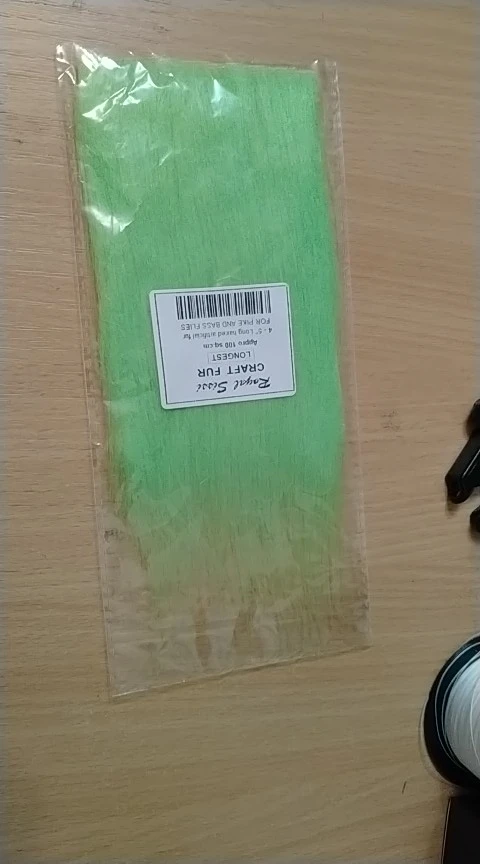 Royal Sissi
CRAFT FUR
LONGEST
Appro 100 sq.cm
4 - 5" Long haired artificial fur
FOR PIKE AND BASS FLIES